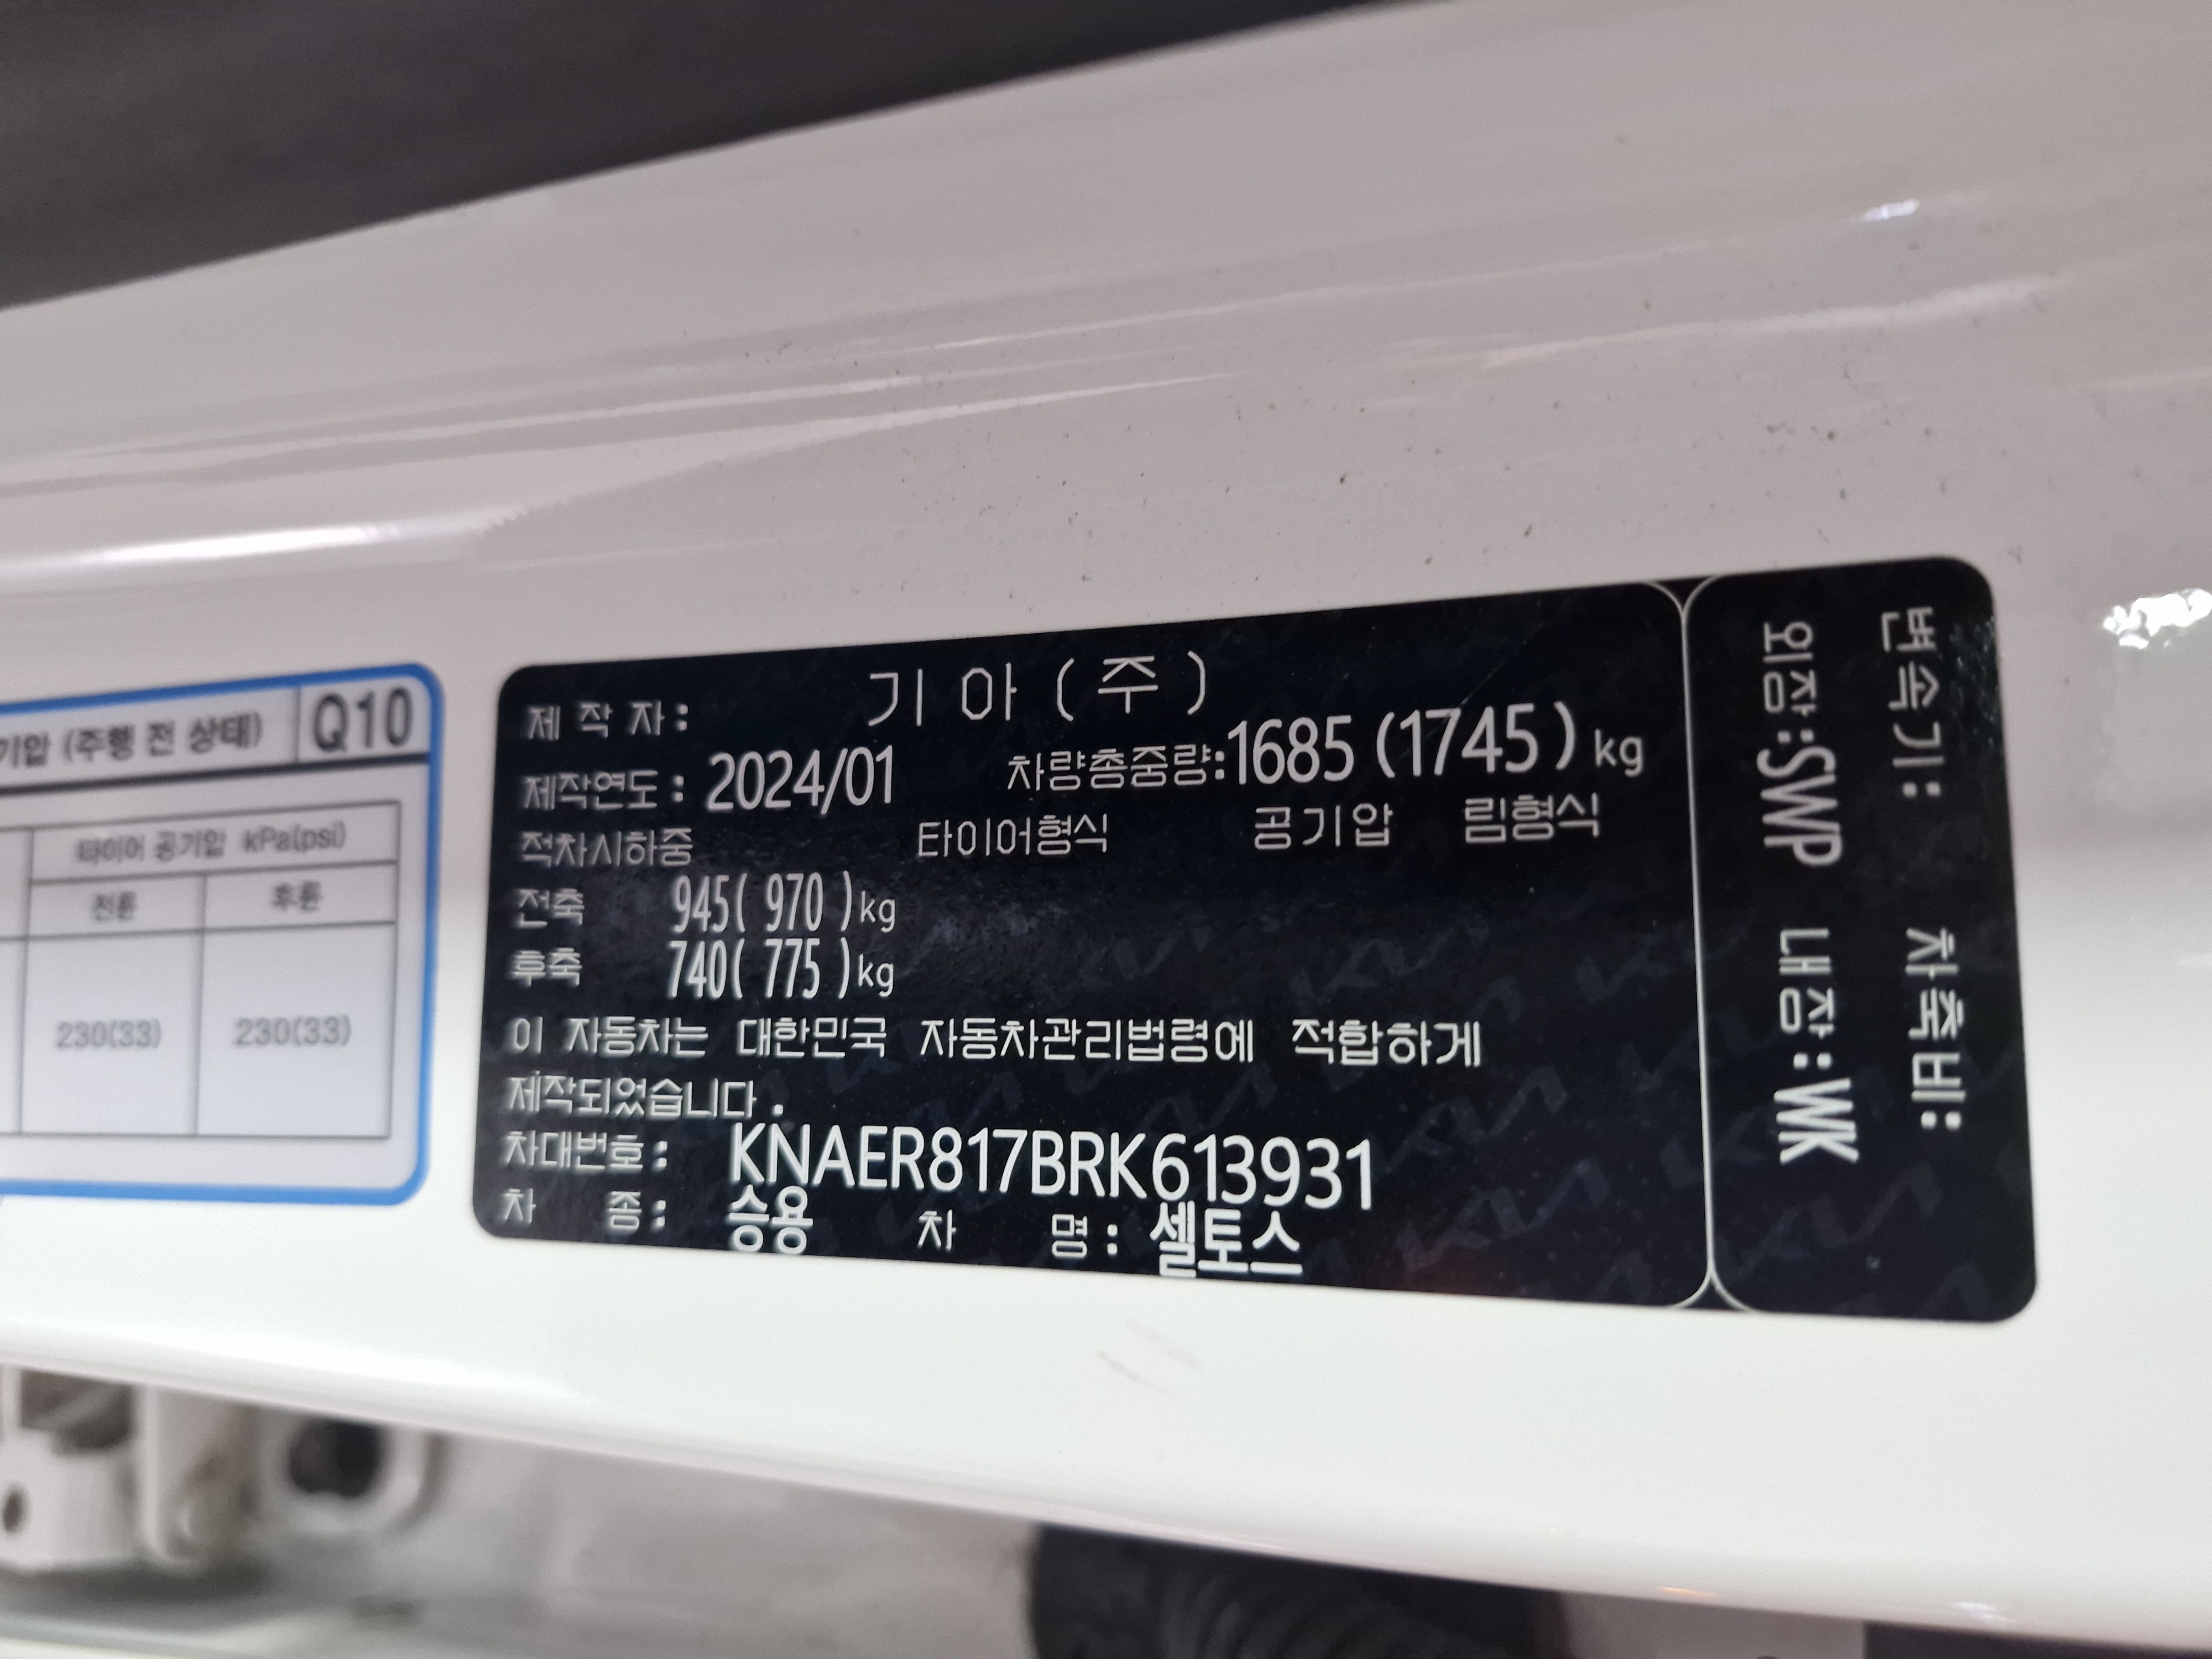 기압 (주행 전 상태) Q10
타이어 공기압 kPa(psi)
전륜 후륜
230(33) 230(33)
제 작 자: 기 아 ( 주 )
제작연도: 2024/01 차량총중량:1685 (1745) kg
적차시하중 타이어형식 공기압 림형식
전축 945( 970 )kg
후축 740( 775 )kg
이 자동차는 대한민국 자동차관리법령에 적합하게
제작되었습니다.
차대번호: KNAER817BRK613931
차 종: 승용 차 명: 셀토스
변속기: 차축비:
외장:SWP 내장:WK